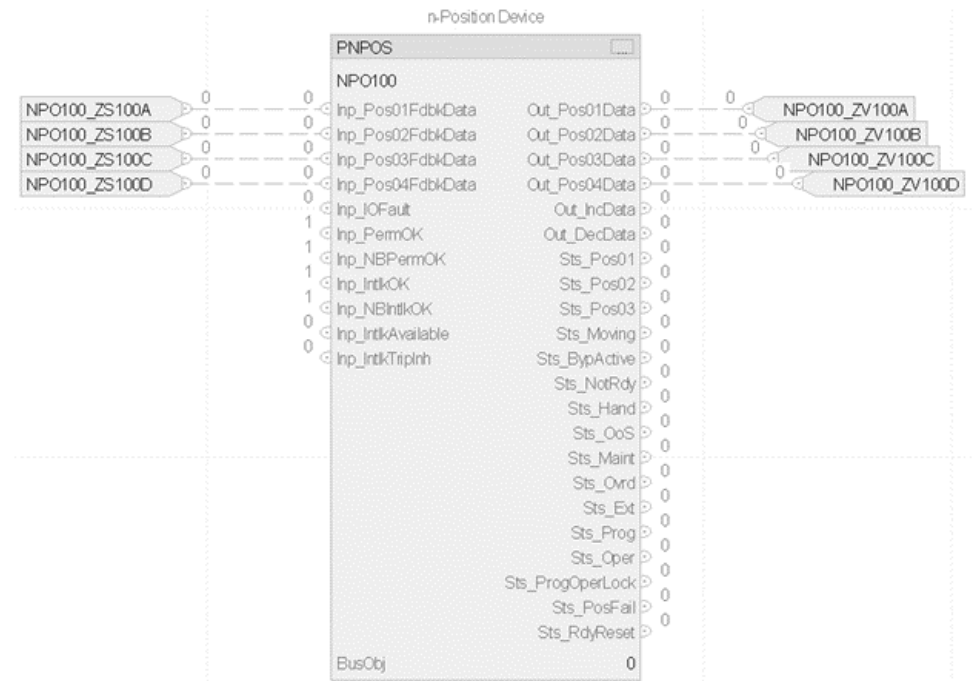 n-Position Device
PNPOS ...
NPO100
0 0 0 0
NPO100_ZS100A Inp_Pos01FdbkData Out_Pos01Data NPO100_ZV100A
0 0 0 0
NPO100_ZS100B Inp_Pos02FdbkData Out_Pos02Data NPO100_ZV100B
0 0 0 0
NPO100_ZS100C Inp_Pos03FdbkData Out_Pos03Data NPO100_ZV100C
0 0 0 0
NPO100_ZS100D Inp_Pos04FdbkData Out_Pos04Data NPO100_ZV100D
0 0
Inp_IOFault Out_IncData
1 0
Inp_PermOK Out_DecData
1 0
Inp_NBPermOK Sts_Pos01
1 0
Inp_IntlkOK Sts_Pos02
1 0
Inp_NBIntlkOK Sts_Pos03
0 0
Inp_IntlkAvailable Sts_Moving
0 0
Inp_IntlkTripInh Sts_BypActive
0
Sts_NotRdy
0
Sts_Hand
0
Sts_OoS
0
Sts_Maint
0
Sts_Ovrd
0
Sts_Ext
0
Sts_Prog
0
Sts_Oper
0
Sts_ProgOperLock
0
Sts_PosFail
0
Sts_RdyReset
BusObj 0